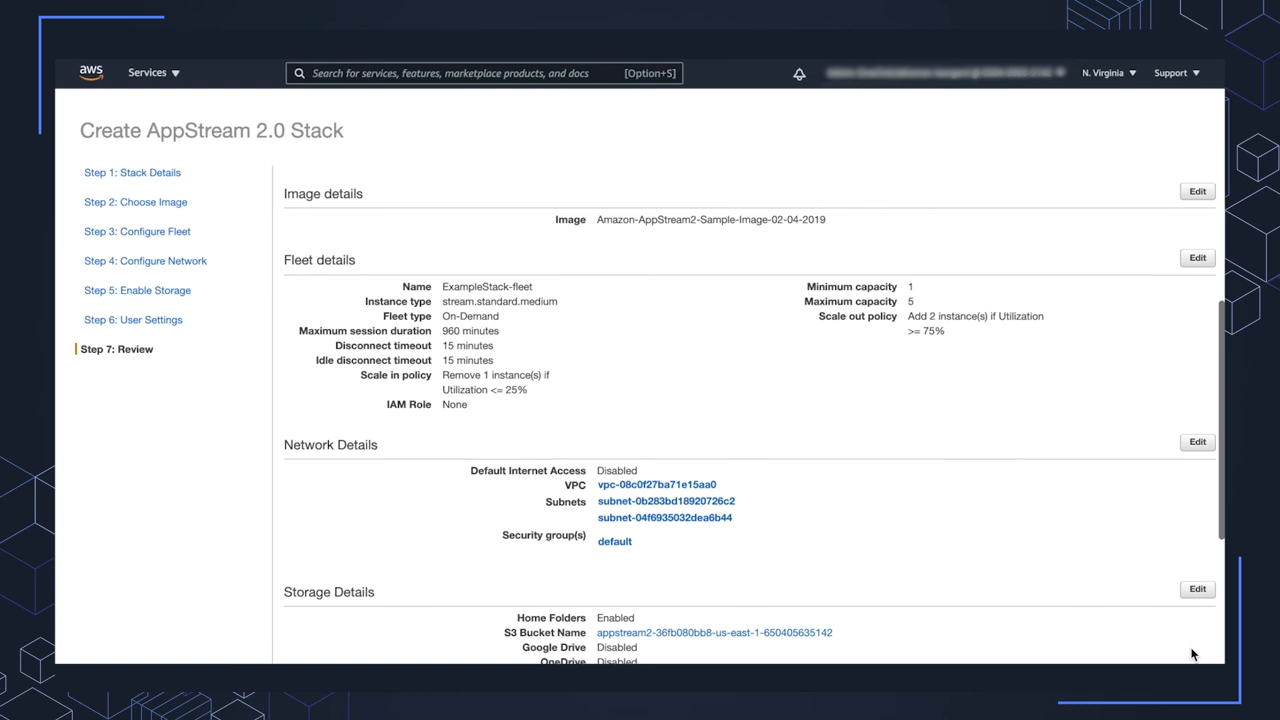 aws
Services
Search for services, features, marketplace products, and docs [Option+S]
N. Virginia
Support
Create AppStream 2.0 Stack
Step 1: Stack Details
Step 2: Choose Image
Step 3: Configure Fleet
Step 4: Configure Network
Step 5: Enable Storage
Step 6: User Settings
Step 7: Review
Image details
Edit
Image Amazon-AppStream2-Sample-Image-02-04-2019
Fleet details
Edit
Name ExampleStack-fleet
Instance type stream.standard.medium
Fleet type On-Demand
Maximum session duration 960 minutes
Disconnect timeout 15 minutes
Idle disconnect timeout 15 minutes
Scale in policy Remove 1 instance(s) if
Utilization <= 25%
IAM Role None
Minimum capacity 1
Maximum capacity 5
Scale out policy Add 2 instance(s) if Utilization
>= 75%
Network Details
Edit
Default Internet Access Disabled
VPC vpc-08c0f27ba71e15aa0
Subnets subnet-0b283bd18920726c2
subnet-04f6935032dea6b44
Security group(s) default
Storage Details
Edit
Home Folders Enabled
S3 Bucket Name appstream2-36fb080bb8-us-east-1-650405635142
Google Drive Disabled
OneDrive Disabled